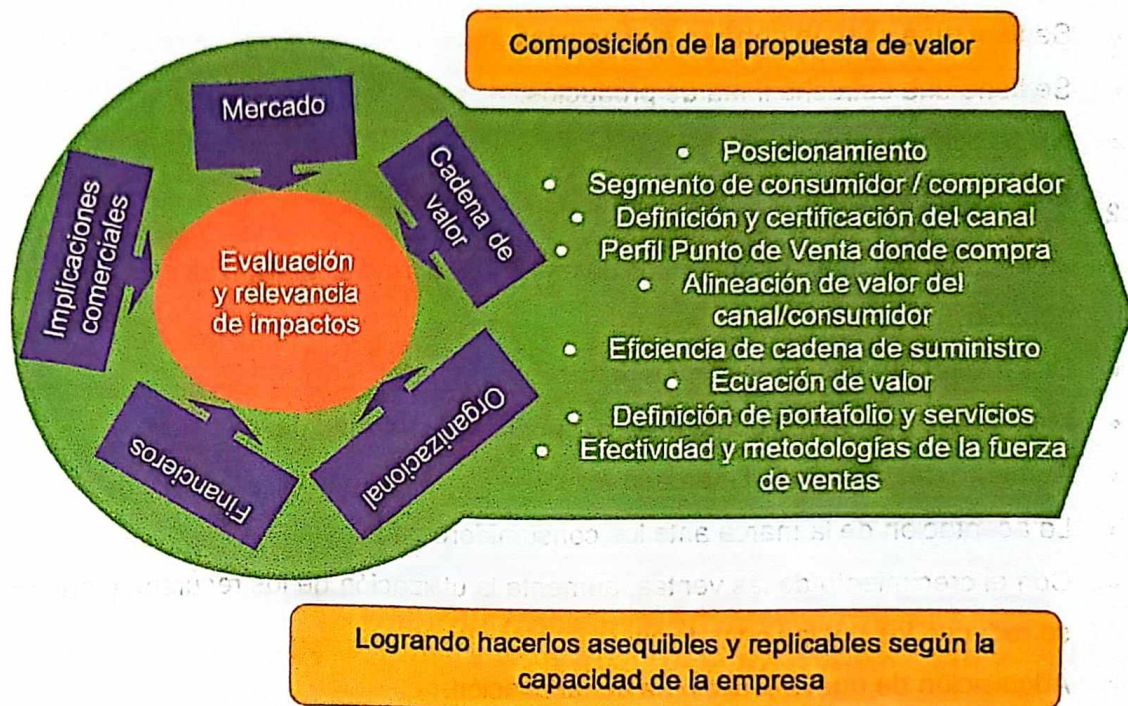 Composición de la propuesta de valor
Mercado
Cadena de
valor
Implicaciones
comerciales
Evaluación
y relevancia
de impactos
Organizacional
Financieros
• Posicionamiento
• Segmento de consumidor / comprador
• Definición y certificación del canal
• Perfil Punto de Venta donde compra
• Alineación de valor del
canal/consumidor
• Eficiencia de cadena de suministro
• Ecuación de valor
• Definición de portafolio y servicios
• Efectividad y metodologías de la fuerza
de ventas
Logrando hacerlos asequibles y replicables según la
capacidad de la empresa